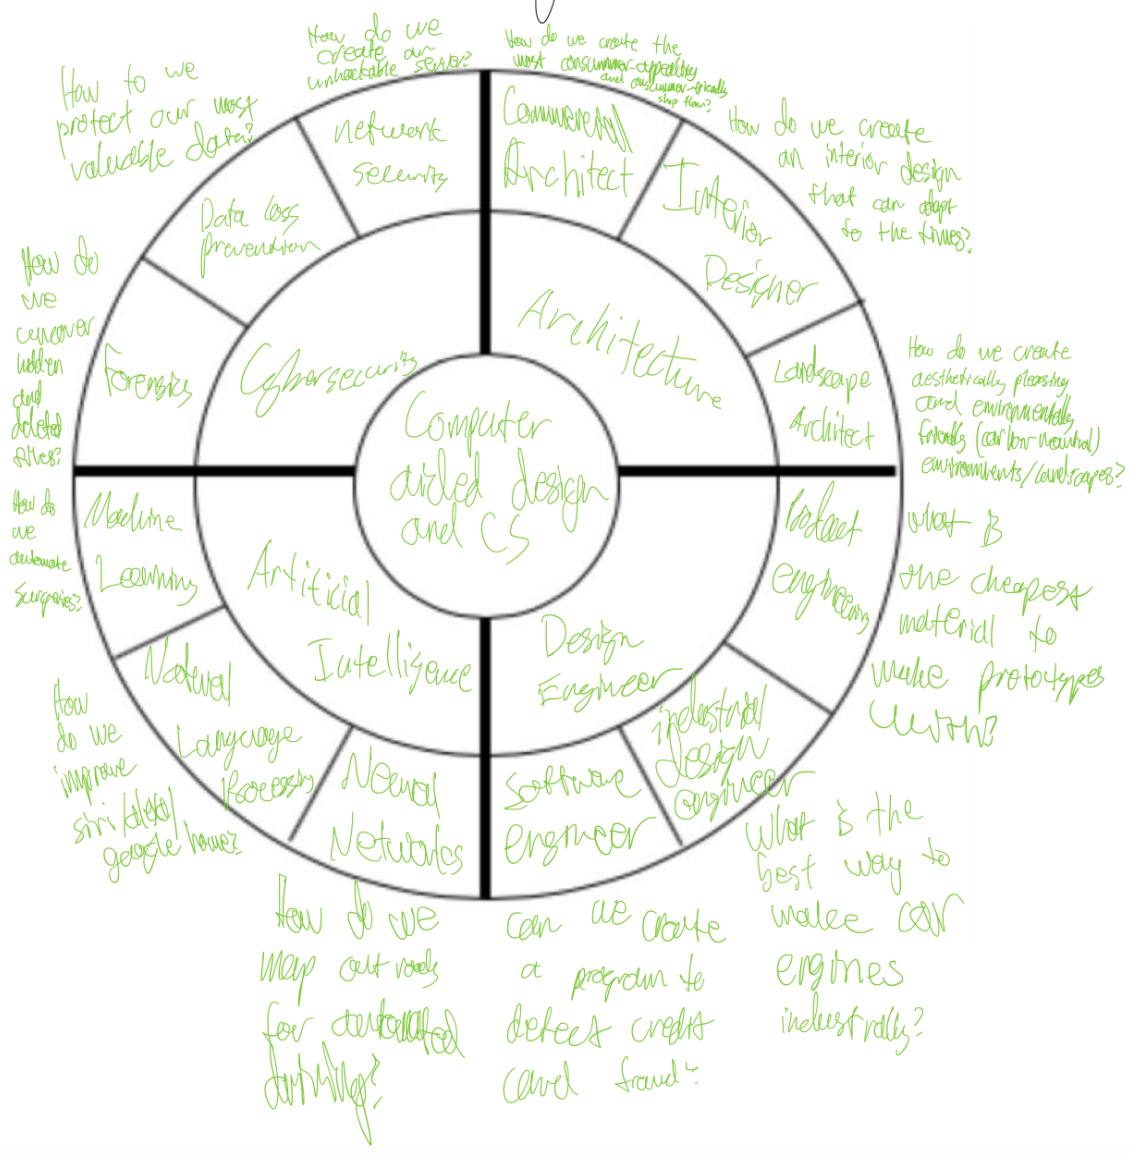 How do we
create an
unhackable server?
How do we create the
most consummer-appealing
and consummer-friendly
shop floor?
How to we
protect our most
valuable data?
network
security
Commercial
Architect
How do we create
an interior design
that can adapt
to the times?
Interior
Designer
Data loss
prevention
How do
we
uncover
hidden
and
deleted
files?
Forensics
Cybersecurity
Architecture
Landscape
Architect
How do we create
aesthetically pleasing
and environmentally
friendly (carbon-neutral)
environments/landscapes?
Computer
aided design
and CS
How do
we
automate
surgeries?
Machine
Learning
Artificial
Intelligence
Design
Engineer
Product
engineering
what is
the cheapest
material to
make prototypes
with?
Natural
Language
Processing
How
do we
improve
siri/alexa/
google home?
Neural
Networks
Software
engineer
industrial
design
engineer
What is the
best way to
make car
engines
industrially?
How do we
map out roads
for automated
driving?
can we create
a program to
detect credit
card fraud?